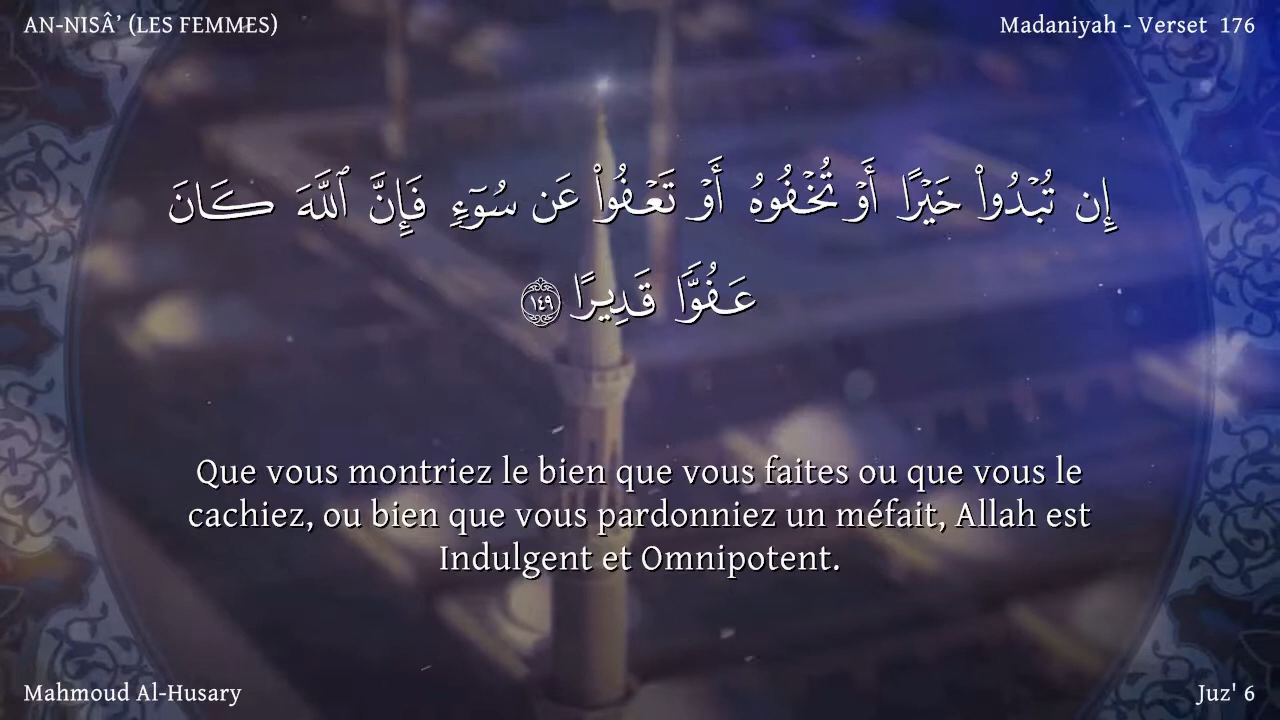 AN-NISÂ’ (LES FEMMES)
Madaniyah - Verset 176
إِن تُبْدُوا۟ خَيْرًا أَوْ تُخْفُوهُ أَوْ تَعْفُوا۟ عَن سُوٓءٍ فَإِنَّ ٱللَّهَ كَانَ
عَفُوًّا قَدِيرًا ١٤٩
Que vous montriez le bien que vous faites ou que vous le
cachiez, ou bien que vous pardonniez un méfait, Allah est
Indulgent et Omnipotent.
Mahmoud Al-Husary
Juz' 6